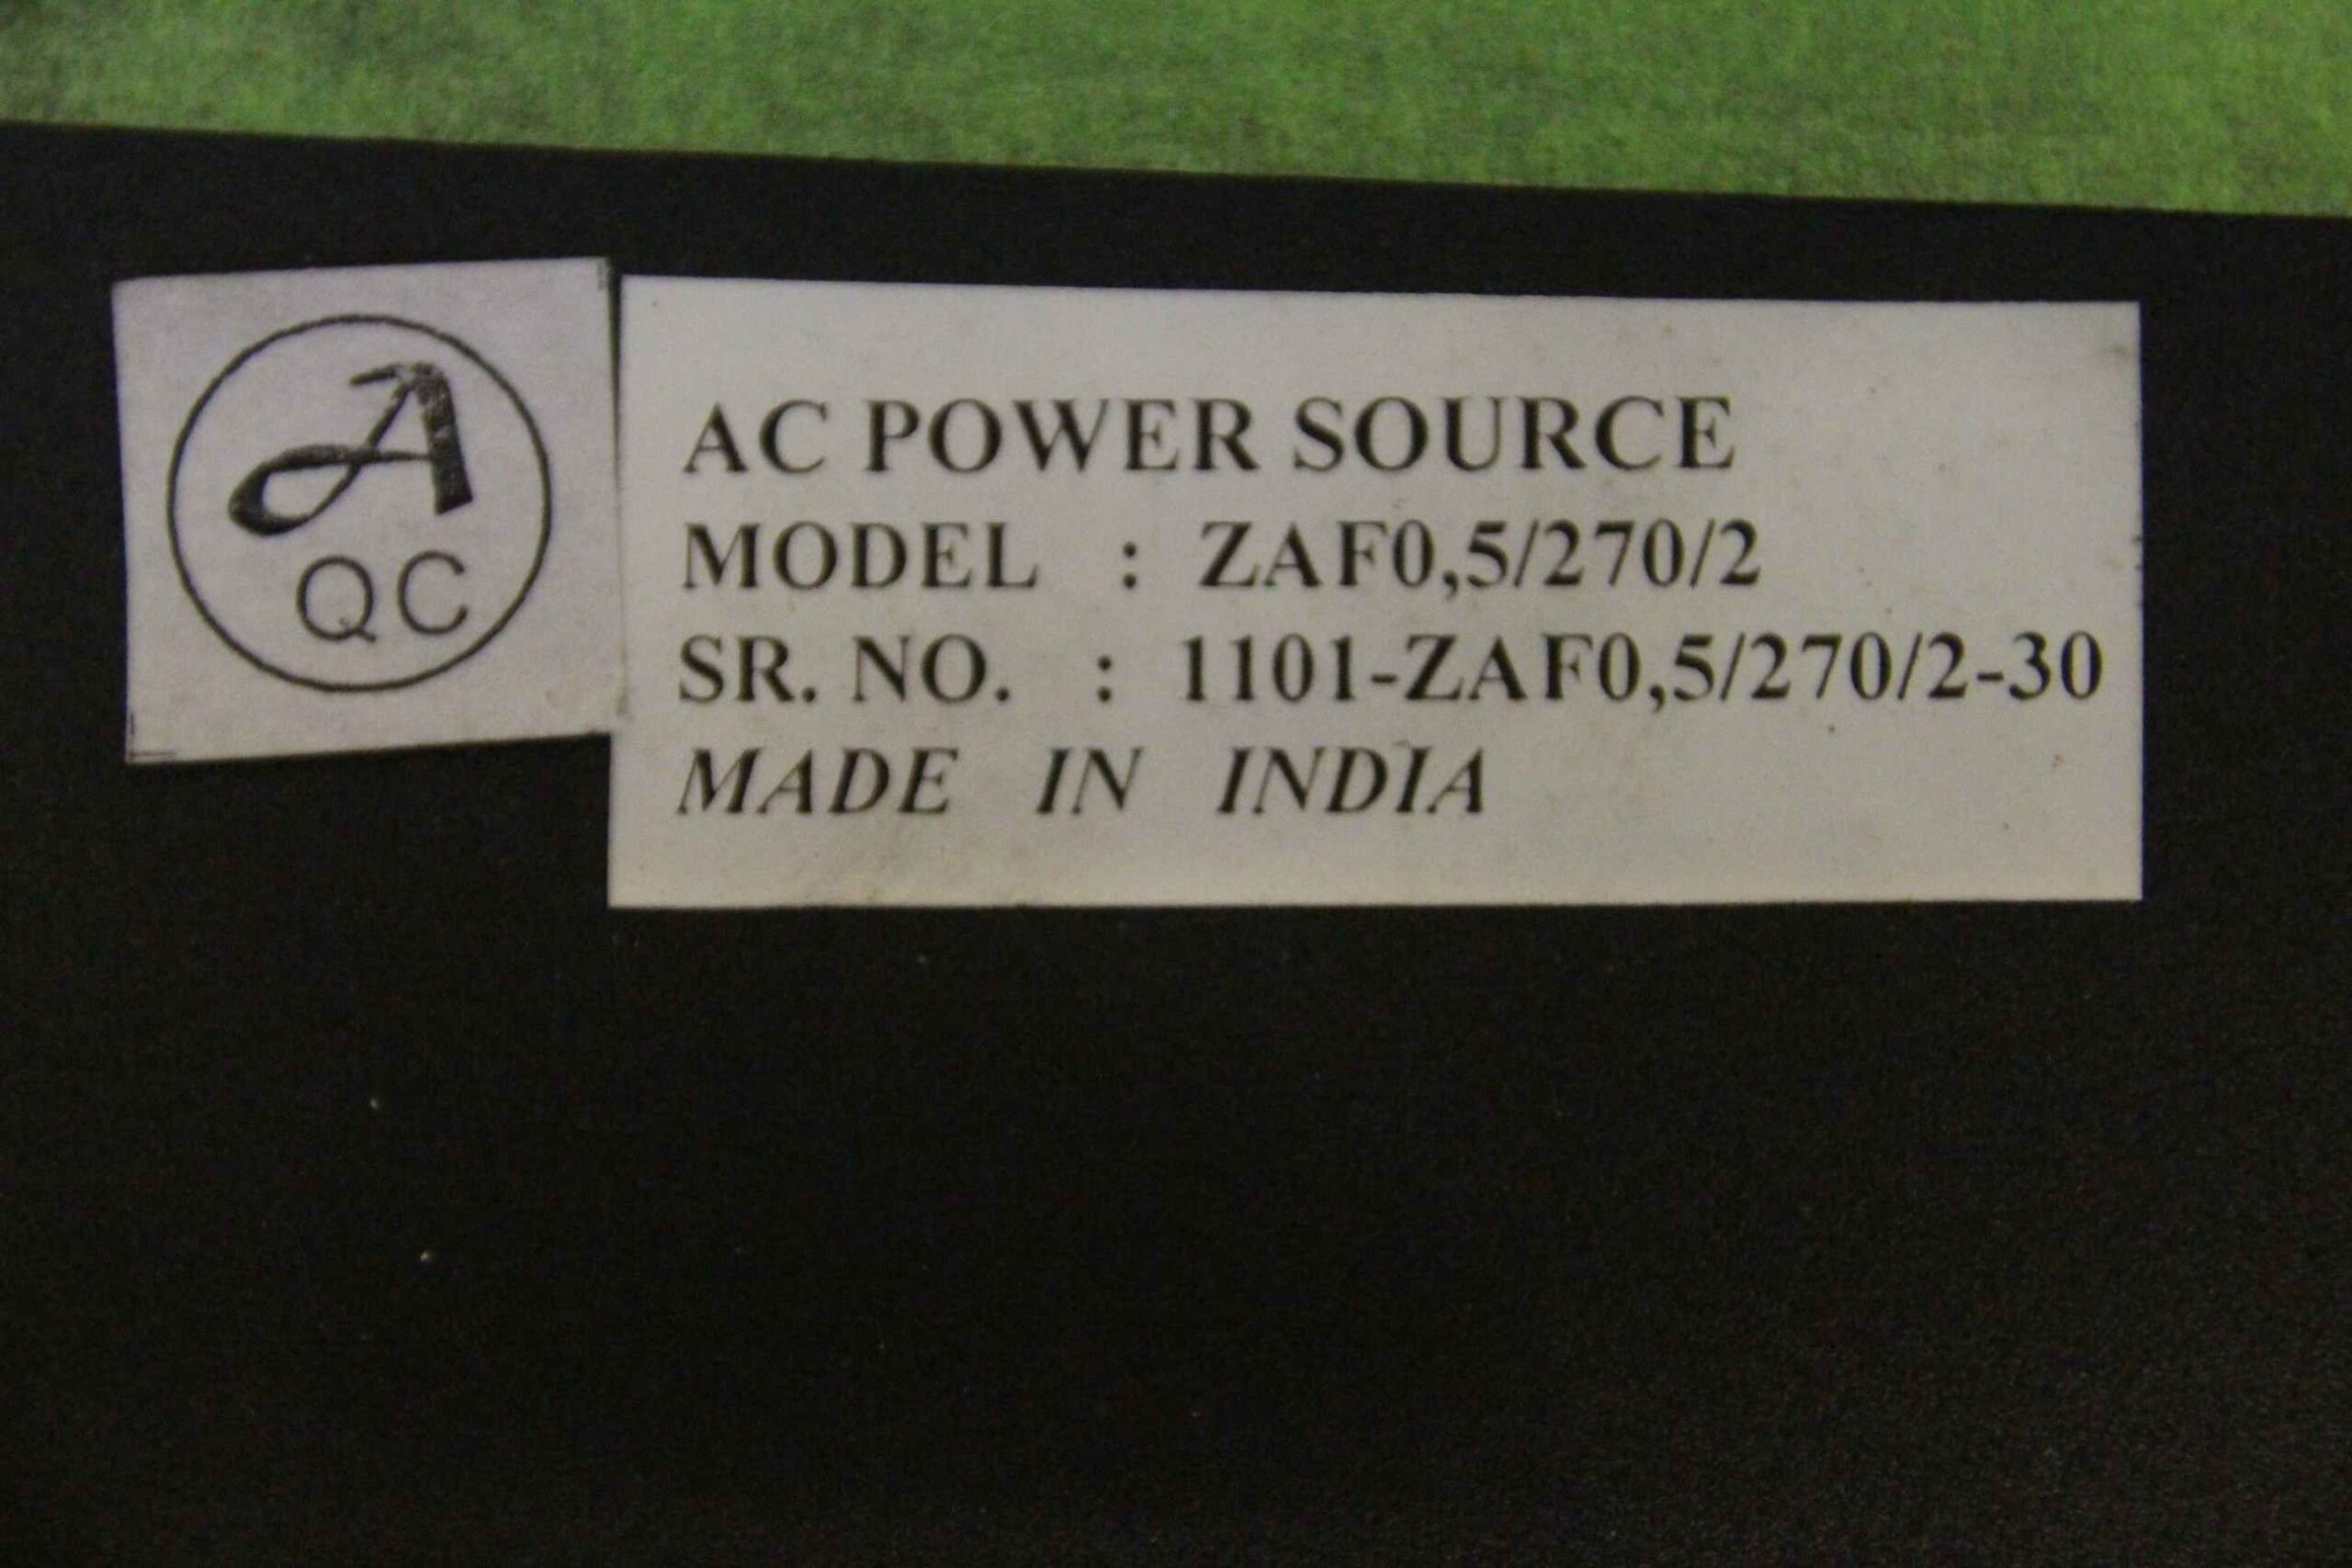 A
QC
AC POWER SOURCE
MODEL : ZAF0,5/270/2
SR. NO. : 1101-ZAF0,5/270/2-30
MADE IN INDIA